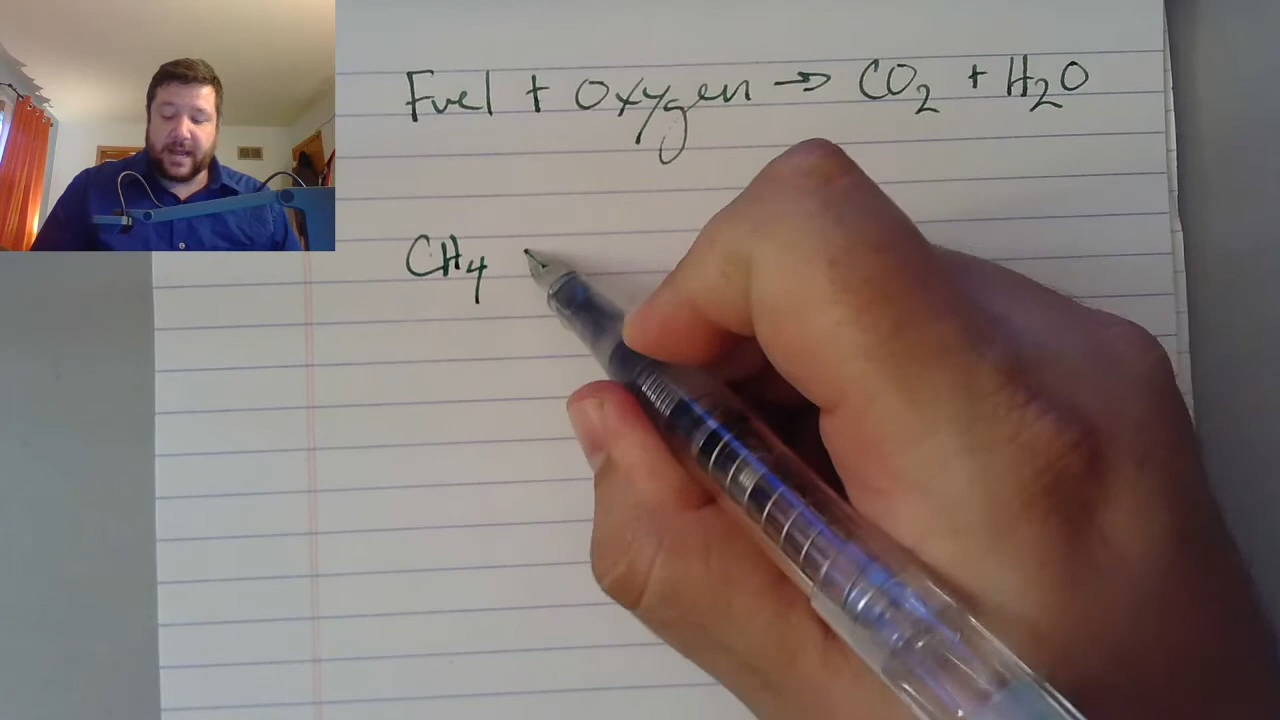 Fuel + Oxygen → CO₂ + H₂O
CH₄